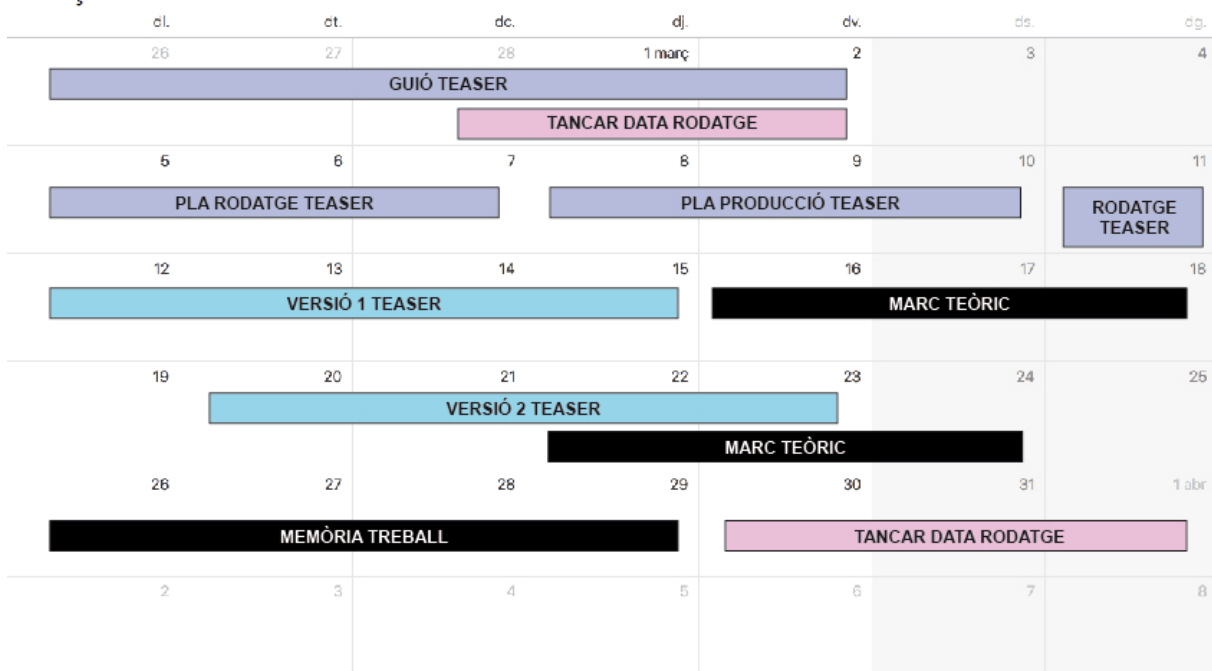 dl. dt. dc. dj. dv. ds. dg.
26 27 28 1 març 2 3 4
GUIÓ TEASER
TANCAR DATA RODATGE
5 6 7 8 9 10 11
PLA RODATGE TEASER PLA PRODUCCIÓ TEASER RODATGE
TEASER
12 13 14 15 16 17 18
VERSIÓ 1 TEASER MARC TEÒRIC
19 20 21 22 23 24 25
VERSIÓ 2 TEASER
MARC TEÒRIC
26 27 28 29 30 31 1 abr
MEMÒRIA TREBALL TANCAR DATA RODATGE
2 3 4 5 6 7 8